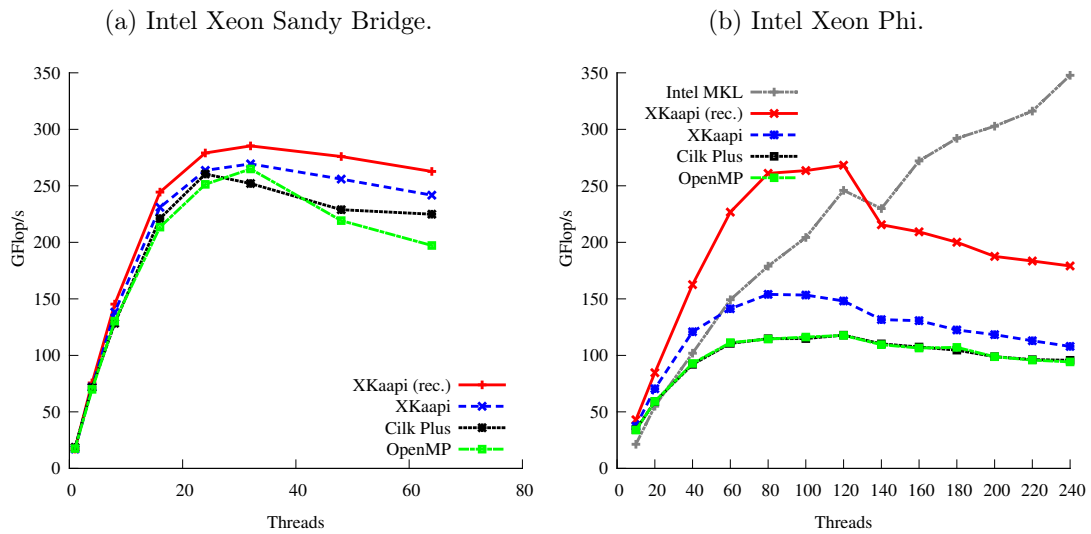 (a) Intel Xeon Sandy Bridge.
350
300
250
200
150
100
50
0
GFlop/s
0
20
40
60
80
Threads
XKaapi (rec.)
XKaapi
Cilk Plus
OpenMP
(b) Intel Xeon Phi.
350
300
250
200
150
100
50
0
GFlop/s
0
20
40
60
80
100
120
140
160
180
200
220
240
Threads
Intel MKL
XKaapi (rec.)
XKaapi
Cilk Plus
OpenMP